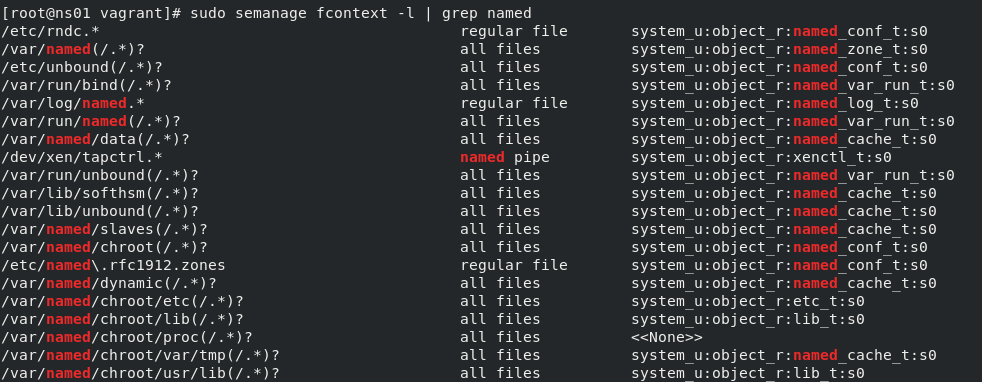 [root@ns01 vagrant]# sudo semanage fcontext -l | grep named
/etc/rndc.* regular file system_u:object_r:named_conf_t:s0
/var/named(/.*)? all files system_u:object_r:named_zone_t:s0
/etc/unbound(/.*)? all files system_u:object_r:named_conf_t:s0
/var/run/bind(/.*)? all files system_u:object_r:named_var_run_t:s0
/var/log/named.* regular file system_u:object_r:named_log_t:s0
/var/run/named(/.*)? all files system_u:object_r:named_var_run_t:s0
/var/named/data(/.*)? all files system_u:object_r:named_cache_t:s0
/dev/xen/tapctrl.* named pipe system_u:object_r:xenctl_t:s0
/var/run/unbound(/.*)? all files system_u:object_r:named_var_run_t:s0
/var/lib/softhsm(/.*)? all files system_u:object_r:named_cache_t:s0
/var/lib/unbound(/.*)? all files system_u:object_r:named_cache_t:s0
/var/named/slaves(/.*)? all files system_u:object_r:named_cache_t:s0
/var/named/chroot(/.*)? all files system_u:object_r:named_conf_t:s0
/etc/named\.rfc1912.zones regular file system_u:object_r:named_conf_t:s0
/var/named/dynamic(/.*)? all files system_u:object_r:named_cache_t:s0
/var/named/chroot/etc(/.*)? all files system_u:object_r:etc_t:s0
/var/named/chroot/lib(/.*)? all files system_u:object_r:lib_t:s0
/var/named/chroot/proc(/.*)? all files <<None>>
/var/named/chroot/var/tmp(/.*)? all files system_u:object_r:named_cache_t:s0
/var/named/chroot/usr/lib(/.*)? all files system_u:object_r:lib_t:s0